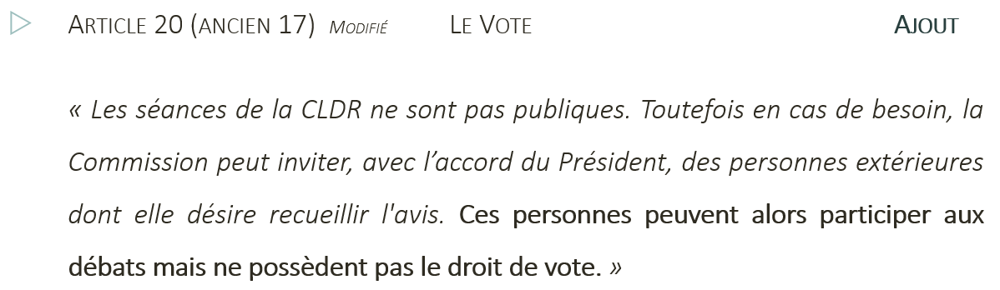 ARTICLE 20 (ANCIEN 17) MODIFIÉ LE VOTE AJOUT
« Les séances de la CLDR ne sont pas publiques. Toutefois en cas de besoin, la
Commission peut inviter, avec l’accord du Président, des personnes extérieures
dont elle désire recueillir l'avis. Ces personnes peuvent alors participer aux
débats mais ne possèdent pas le droit de vote. »